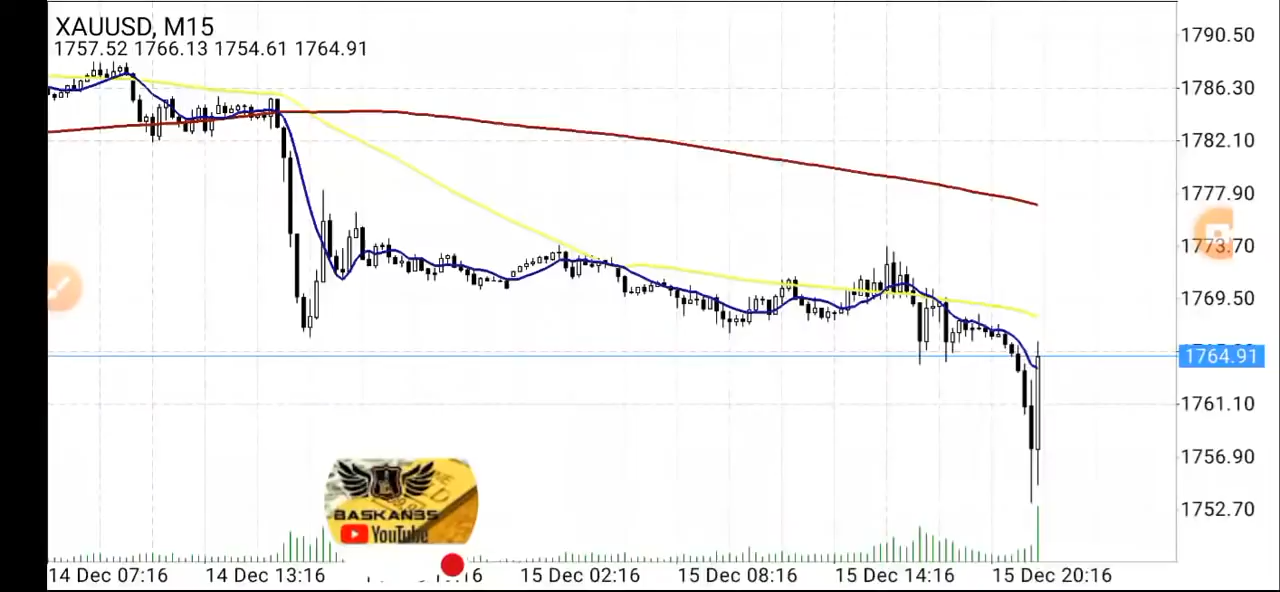 XAUUSD, M15
1757.52 1766.13 1754.61 1764.91
1790.50
1786.30
1782.10
1777.90
1773.70
1769.50
1764.91
1761.10
1756.90
1752.70
BASKAN35
YouTube
14 Dec 07:16 14 Dec 13:16 15 Dec 02:16 15 Dec 08:16 15 Dec 14:16 15 Dec 20:16